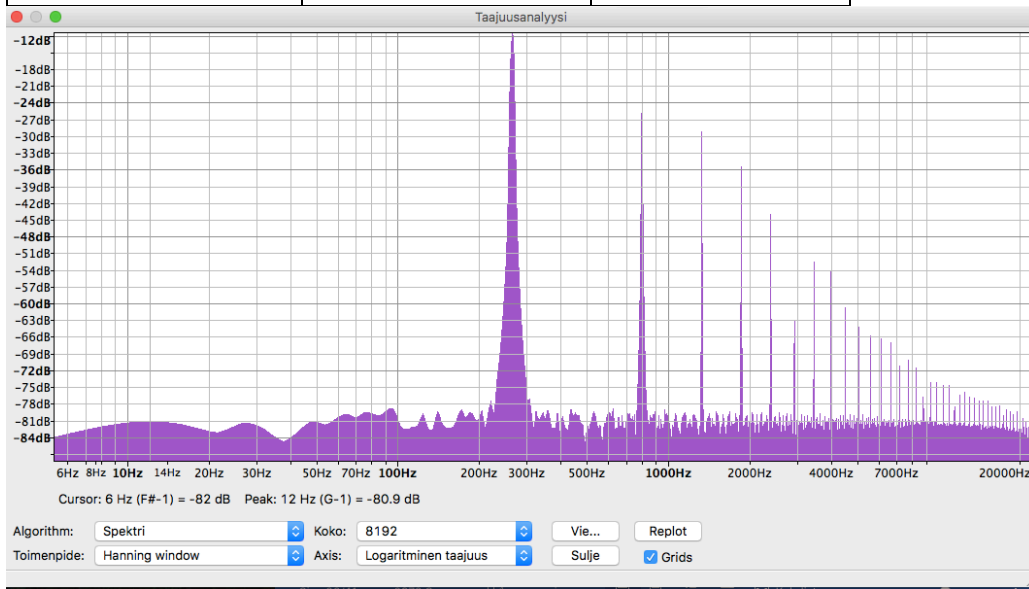 Taajuusanalyysi
-12dB
-18dB
-21dB
-24dB
-27dB
-30dB
-33dB
-36dB
-39dB
-42dB
-45dB
-48dB
-51dB
-54dB
-57dB
-60dB
-63dB
-66dB
-69dB
-72dB
-75dB
-78dB
-81dB
-84dB
6Hz 8Hz 10Hz 14Hz 20Hz 30Hz 50Hz 70Hz 100Hz 200Hz 300Hz 500Hz 1000Hz 2000Hz 4000Hz 7000Hz 20000Hz
Cursor: 6 Hz (F#-1) = -82 dB Peak: 12 Hz (G-1) = -80.9 dB
Algorithm: Spektri Koko: 8192 Vie... Replot
Toimenpide: Hanning window Axis: Logaritminen taajuus Sulje Grids